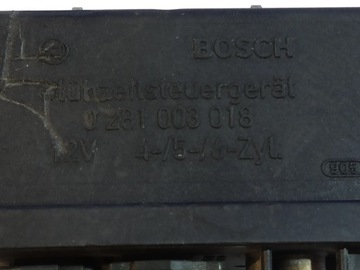 BOSCH
Glühzeitsteuergerät
0 281 003 018
12V 4-/5-/6-Zyl.